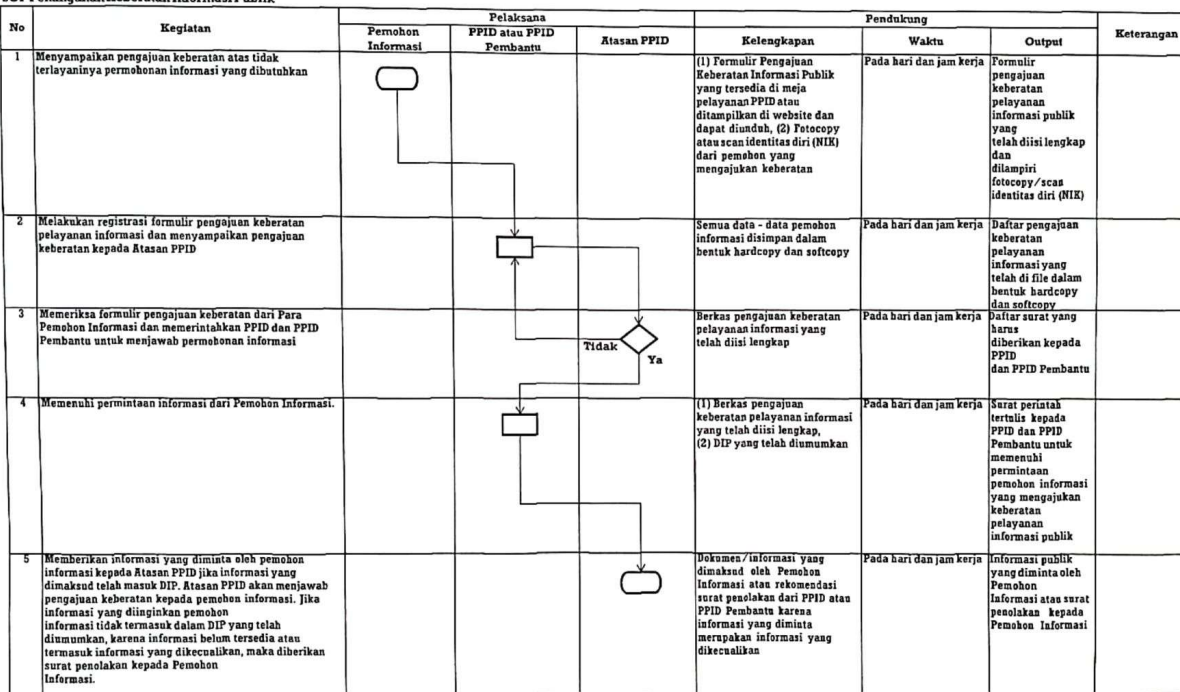 SOP Penanganan Keberatan Informasi Publik
No
Kegiatan
Pelaksana
Pendukung
Keterangan
Pemohon
Informasi
PPID atau PPID
Pembantu
Atasan PPID
Kelengkapan
Waktu
Output
1
Menyampaikan pengajuan keberatan atas tidak
terlayaninya permohonan informasi yang dibutuhkan
(1) Formulir Pengajuan
Keberatan Informasi Publik
yang tersedia di meja
pelayanan PPID atau
ditampilkan di website dan
dapat diunduh, (2) Fotocopy
atau scan identitas diri (NIK)
dari pemohon yang
mengajukan keberatan
Pada hari dan jam kerja
Formulir
pengajuan
keberatan
pelayanan
informasi publik
yang
telah diisi lengkap
dan
dilampiri
fotocopy/scan
identitas diri (NIK)
2
Melakukan registrasi formulir pengajuan keberatan
pelayanan informasi dan menyampaikan pengajuan
keberatan kepada Atasan PPID
Semua data - data pemohon
informasi disimpan dalam
bentuk hardcopy dan softcopy
Pada hari dan jam kerja
Daftar pengajuan
keberatan
pelayanan
informasi yang
telah di file dalam
bentuk hardcopy
dan softcopy
3
Memeriksa formulir pengajuan keberatan dari Para
Pemohon Informasi dan memerintahkan PPID dan PPID
Pembantu untuk menjawab permohonan informasi
Tidak
Ya
Berkas pengajuan keberatan
pelayanan informasi yang
telah diisi lengkap
Pada hari dan jam kerja
Daftar surat yang
harus
diberikan kepada
PPID
dan PPID Pembantu
4
Memenuhi permintaan informasi dari Pemohon Informasi.
(1) Berkas pengajuan
keberatan pelayanan informasi
yang telah diisi lengkap,
(2) DIP yang telah diumumkan
Pada hari dan jam kerja
Surat perintah
tertulis kepada
PPID dan PPID
Pembantu untuk
memenuhi
permintaan
pemohon informasi
yang mengajukan
keberatan
pelayanan
informasi publik
5
Memberikan informasi yang diminta oleh pemohon
informasi kepada Atasan PPID jika informasi yang
dimaksud telah masuk DIP. Atasan PPID akan menjawab
pengajuan keberatan kepada pemohon informasi. Jika
informasi yang diinginkan pemohon
informasi tidak termasuk dalam DIP yang telah
diumumkan, karena informasi belum tersedia atau
termasuk informasi yang dikecualikan, maka diberikan
surat penolakan kepada Pemohon
Informasi.
Dokumen/informasi yang
dimaksud oleh Pemohon
Informasi atau rekomendasi
surat penolakan dari PPID atau
PPID Pembantu karena
informasi yang diminta
merupakan informasi yang
dikecualikan
Pada hari dan jam kerja
Informasi publik
yang diminta oleh
Pemohon
Informasi atau surat
penolakan kepada
Pemohon Informasi